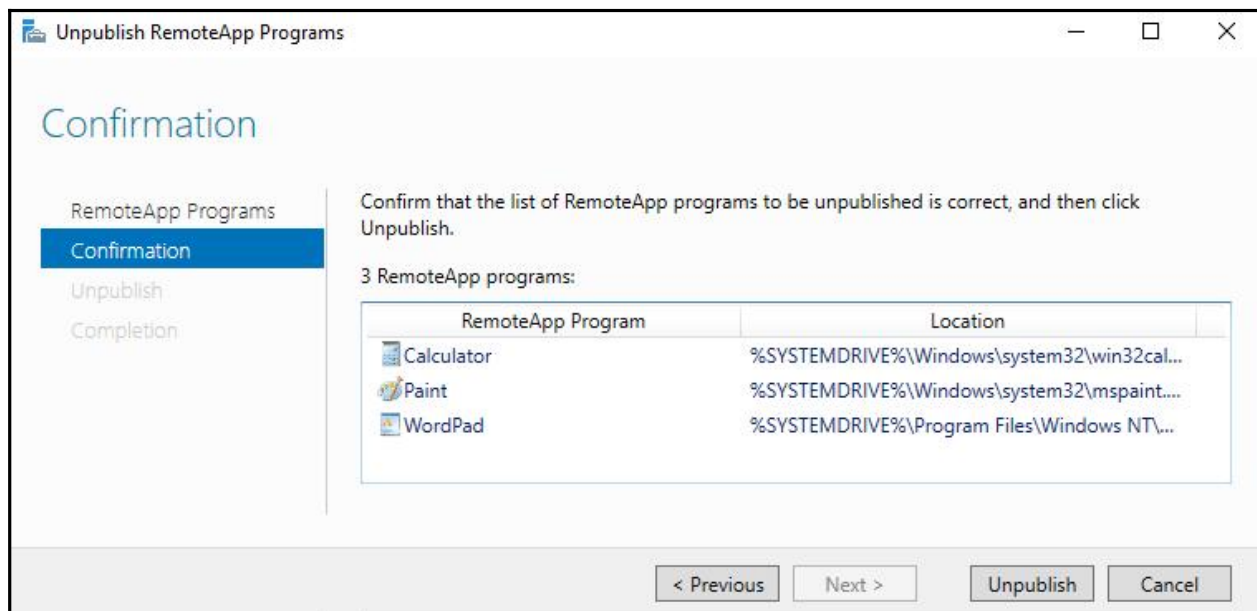 Unpublish RemoteApp Programs
Confirmation
RemoteApp Programs
Confirmation
Unpublish
Completion
Confirm that the list of RemoteApp programs to be unpublished is correct, and then click
Unpublish.
3 RemoteApp programs:
RemoteApp Program Location
Calculator %SYSTEMDRIVE%\Windows\system32\win32cal...
Paint %SYSTEMDRIVE%\Windows\system32\mspaint....
WordPad %SYSTEMDRIVE%\Program Files\Windows NT\...
< Previous Next > Unpublish Cancel